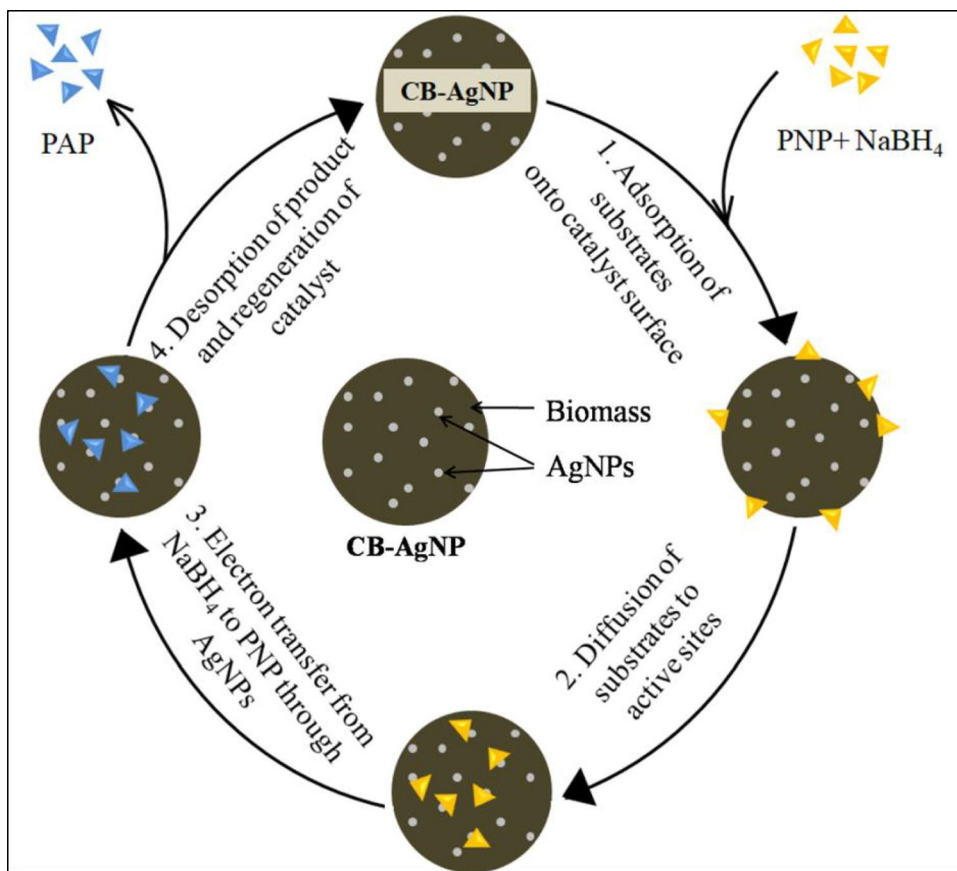 CB-AgNP
PAP
PNP+ NaBH₄
1. Adsorption of
substrates
onto catalyst surface
4. Desorption of product
and regeneration of
catalyst
Biomass
AgNPs
CB-AgNP
3. Electron transfer from
NaBH₄ to PNP through
AgNPs
2. Diffusion of
substrates to
active sites